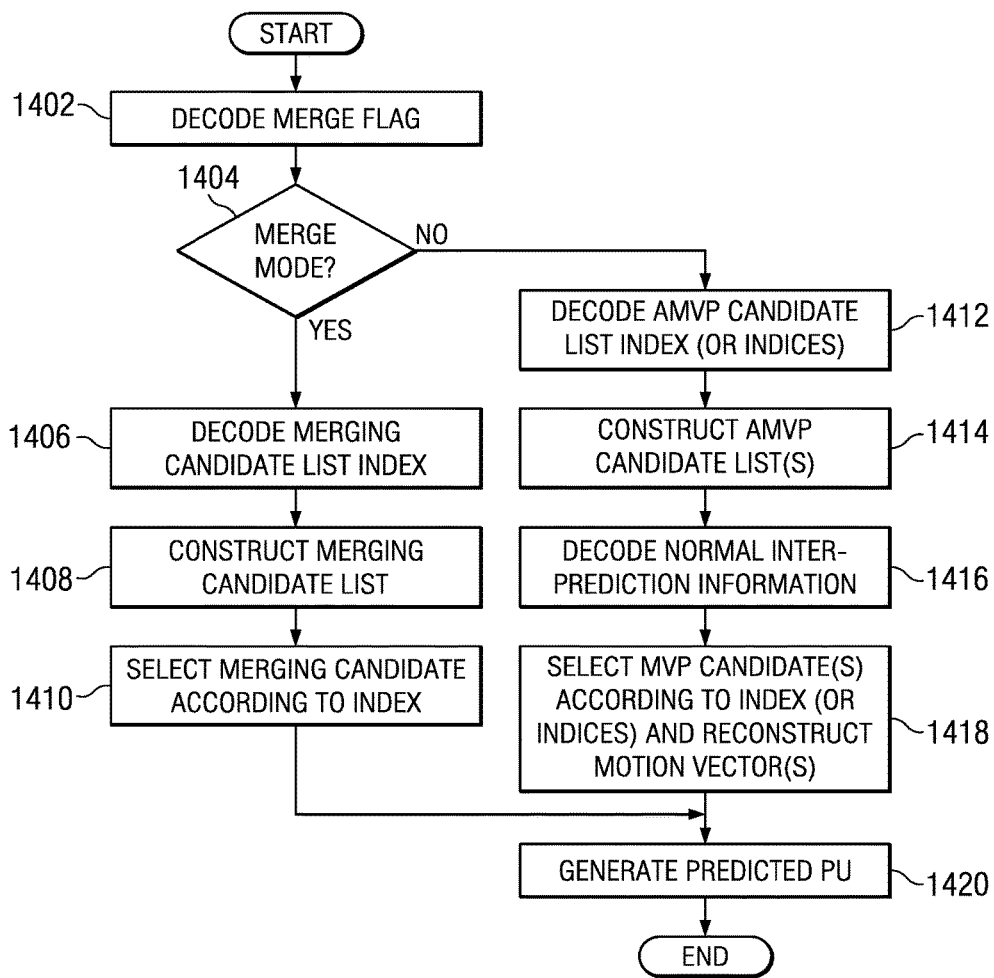 START
1402
DECODE MERGE FLAG
1404
MERGE
MODE?
NO
YES
1406
DECODE MERGING
CANDIDATE LIST INDEX
1408
CONSTRUCT MERGING
CANDIDATE LIST
1410
SELECT MERGING CANDIDATE
ACCORDING TO INDEX
DECODE AMVP CANDIDATE
LIST INDEX (OR INDICES)
1412
CONSTRUCT AMVP
CANDIDATE LIST(S)
1414
DECODE NORMAL INTER-
PREDICTION INFORMATION
1416
SELECT MVP CANDIDATE(S)
ACCORDING TO INDEX (OR
INDICES) AND RECONSTRUCT
MOTION VECTOR(S)
1418
GENERATE PREDICTED PU
1420
END